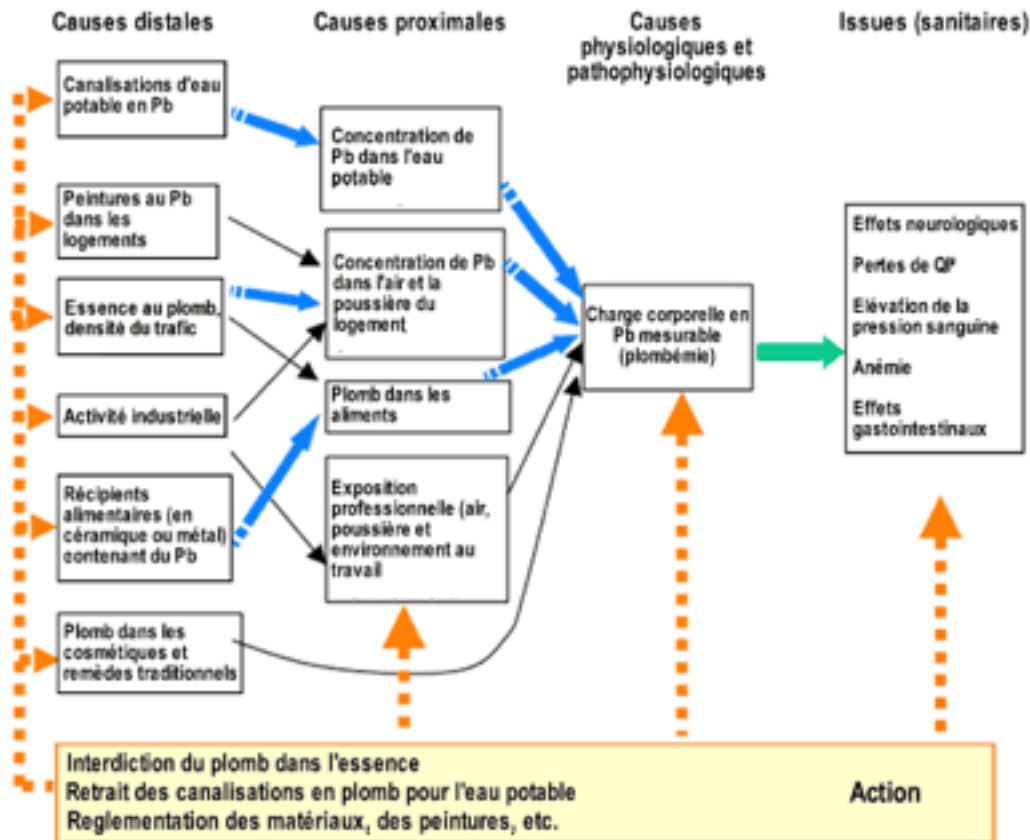 Causes distales
Causes proximales
Causes
physiologiques et
pathophysiologiques
Issues (sanitaires)
Canalisations d'eau
potable en Pb
Peintures au Pb
dans les
logements
Essence au plomb,
densité du trafic
Activité industrielle
Récipients
alimentaires (en
céramique ou métal)
contenant du Pb
Plomb dans les
cosmétiques et
remèdes traditionnels
Concentration de
Pb dans l'eau
potable
Concentration de Pb
dans l'air et la
poussière du
logement
Plomb dans les
aliments
Exposition
professionnelle (air,
poussière et
environnement au
travail
Charge corporelle en
Pb mesurable
(plombémie)
Effets neurologiques
Pertes de QP
Elévation de la
pression sanguine
Anémie
Effets
gastointestinaux
Interdiction du plomb dans l'essence
Retrait des canalisations en plomb pour l'eau potable
Reglementation des matériaux, des peintures, etc.
Action